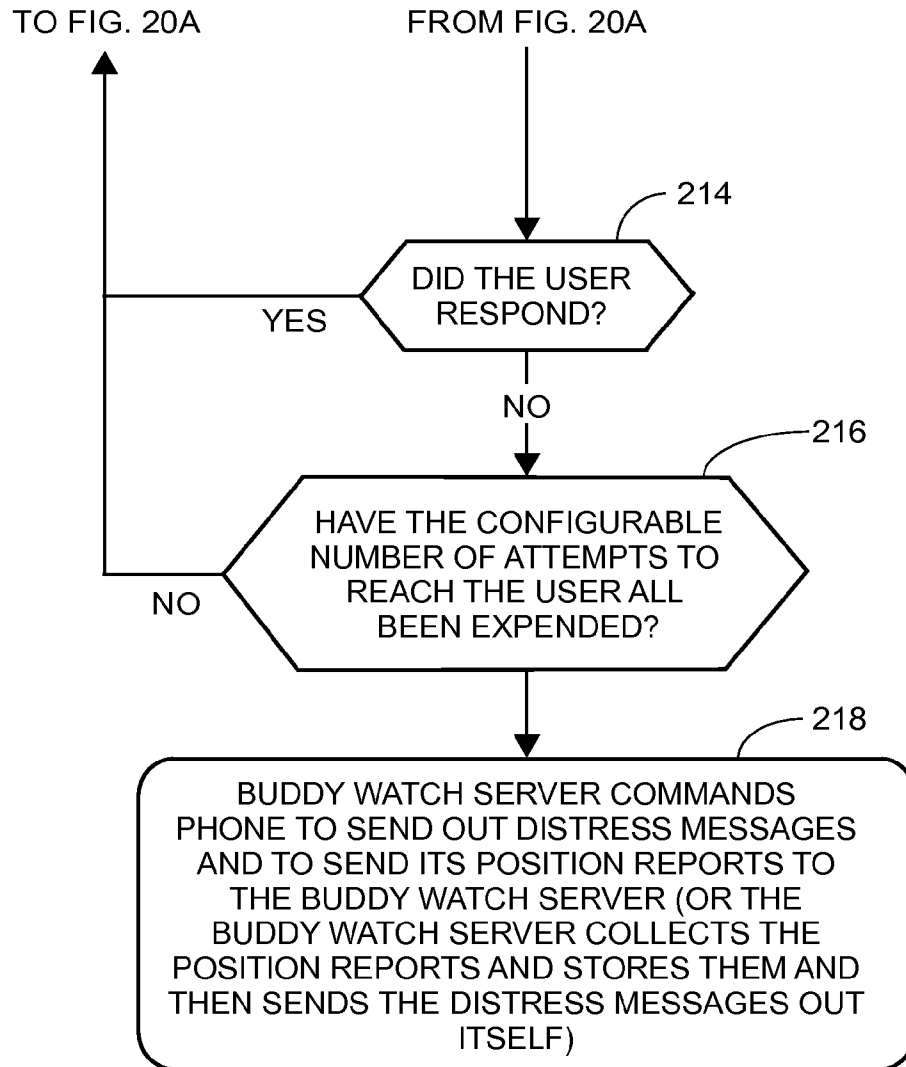 TO FIG. 20A
FROM FIG. 20A
214
DID THE USER
RESPOND?
YES
NO
216
HAVE THE CONFIGURABLE
NUMBER OF ATTEMPTS TO
REACH THE USER ALL
BEEN EXPENDED?
NO
218
BUDDY WATCH SERVER COMMANDS
PHONE TO SEND OUT DISTRESS MESSAGES
AND TO SEND ITS POSITION REPORTS TO
THE BUDDY WATCH SERVER (OR THE
BUDDY WATCH SERVER COLLECTS THE
POSITION REPORTS AND STORES THEM AND
THEN SENDS THE DISTRESS MESSAGES OUT
ITSELF)